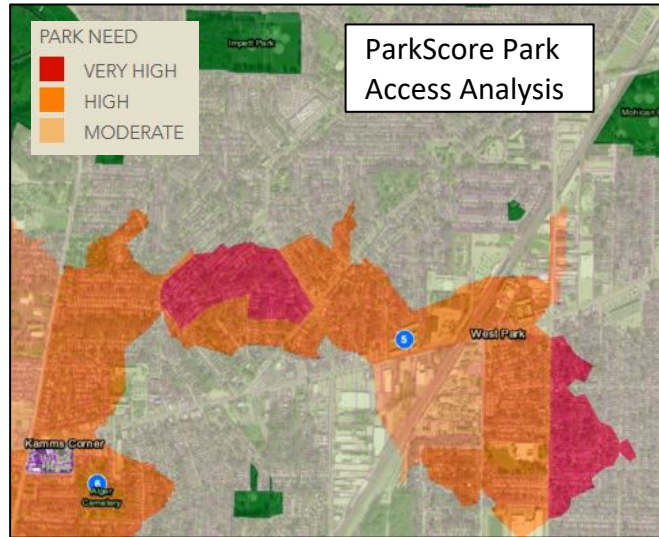 PARK NEED
VERY HIGH
HIGH
MODERATE
Impett Park
ParkScore Park
Access Analysis
Mohican
5
West Park
Kamms Corner
6
Alger
Cemetery